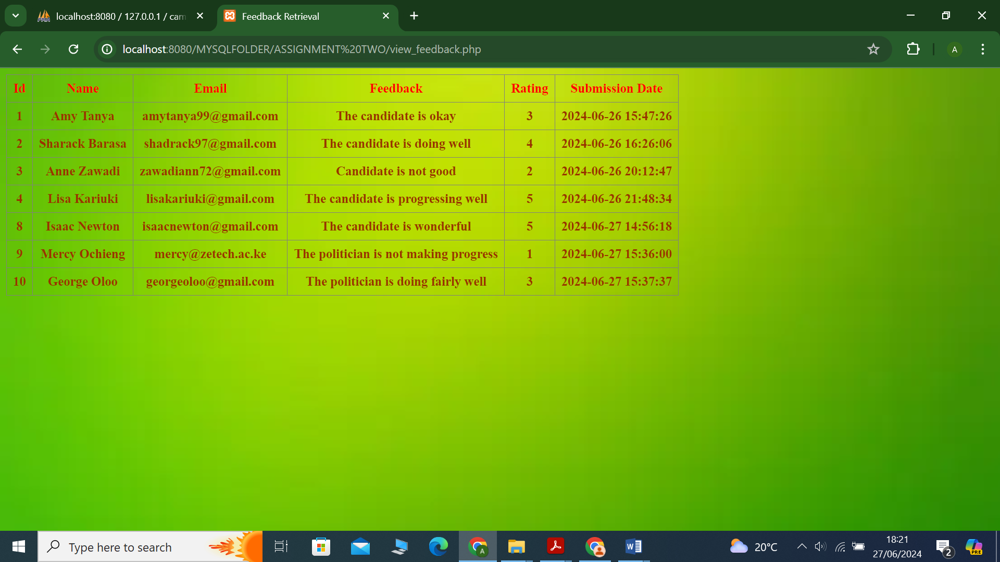 localhost:8080 / 127.0.0.1 / cam
Feedback Retrieval
localhost:8080/MYSQLFOLDER/ASSIGNMENT%20TWO/view_feedback.php
A
Id Name Email Feedback Rating Submission Date
1 Amy Tanya amytanya99@gmail.com The candidate is okay 3 2024-06-26 15:47:26
2 Sharack Barasa shadrack97@gmail.com The candidate is doing well 4 2024-06-26 16:26:06
3 Anne Zawadi zawadiann72@gmail.com Candidate is not good 2 2024-06-26 20:12:47
4 Lisa Kariuki lisakariuki@gmail.com The candidate is progressing well 5 2024-06-26 21:48:34
8 Isaac Newton isaacnewton@gmail.com The candidate is wonderful 5 2024-06-27 14:56:18
9 Mercy Ochieng mercy@zetech.ac.ke The politician is not making progress 1 2024-06-27 15:36:00
10 George Oloo georgeoloo@gmail.com The politician is doing fairly well 3 2024-06-27 15:37:37
Type here to search
A
W
20°C
18:21
27/06/2024
2
PRE